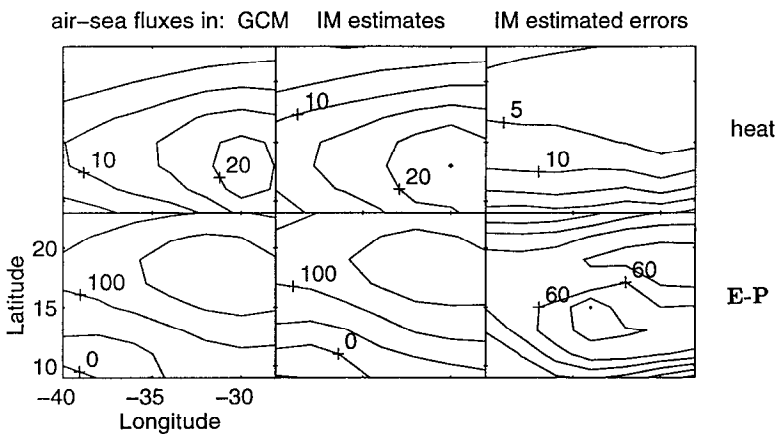 air-sea fluxes in: GCM IM estimates IM estimated errors
10 20 10 20 5 10 heat
Latitude
20 15 10
100 0 100 0 60 60 E-P
-40 -35 -30
Longitude